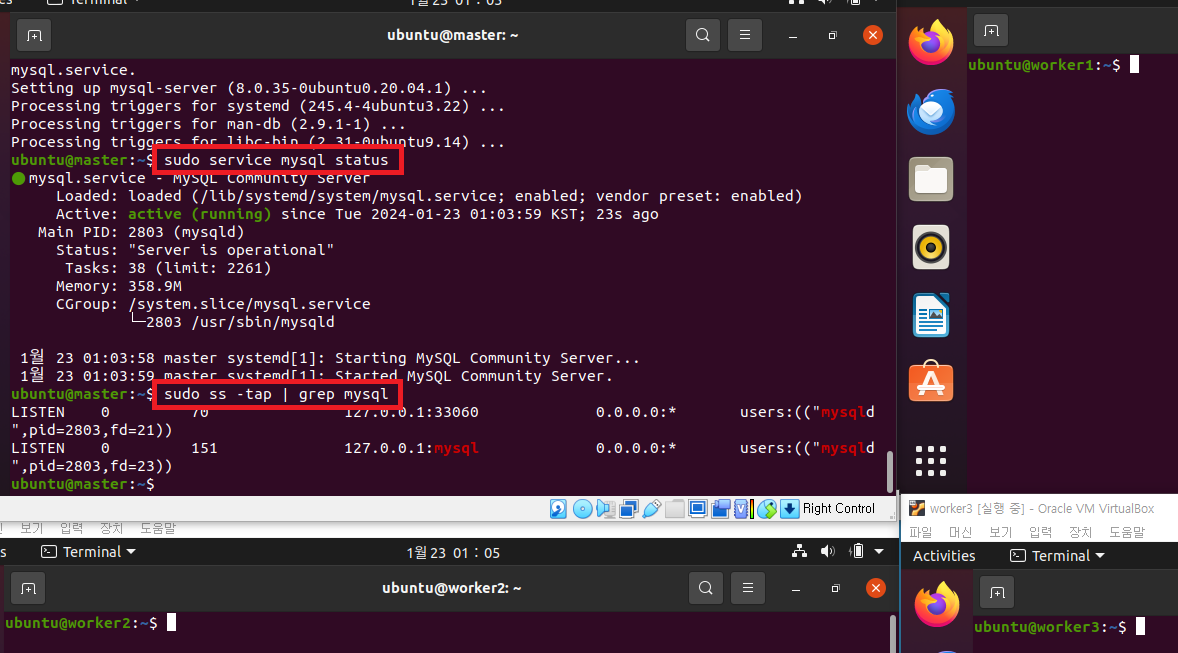 Terminal
1월 23 01 : 05
ubuntu@master: ~
mysql.service.
Setting up mysql-server (8.0.35-0ubuntu0.20.04.1) ...
Processing triggers for systemd (245.4-4ubuntu3.22) ...
Processing triggers for man-db (2.9.1-1) ...
Processing triggers for libc-bin (2.31-0ubuntu9.14) ...
ubuntu@master:~$ sudo service mysql status
mysql.service - MySQL Community Server
Loaded: loaded (/lib/systemd/system/mysql.service; enabled; vendor preset: enabled)
Active: active (running) since Tue 2024-01-23 01:03:59 KST; 23s ago
Main PID: 2803 (mysqld)
Status: "Server is operational"
Tasks: 38 (limit: 2261)
Memory: 358.9M
CGroup: /system.slice/mysql.service
└─2803 /usr/sbin/mysqld
1월 23 01:03:58 master systemd[1]: Starting MySQL Community Server...
1월 23 01:03:59 master systemd[1]: Started MySQL Community Server.
ubuntu@master:~$ sudo ss -tap | grep mysql
LISTEN 0 70 127.0.0.1:33060 0.0.0.0:* users:(("mysqld
",pid=2803,fd=21))
LISTEN 0 151 127.0.0.1:mysql 0.0.0.0:* users:(("mysqld
",pid=2803,fd=23))
ubuntu@master:~$
Right Control
ubuntu@worker1:~$
보기 입력 장치 도움말
s Terminal 1월 23 01 : 05
ubuntu@worker2: ~
ubuntu@worker2:~$
worker3 [실행 중] - Oracle VM VirtualBox
파일 머신 보기 입력 장치 도움말
Activities Terminal
ubuntu@worker3:~$